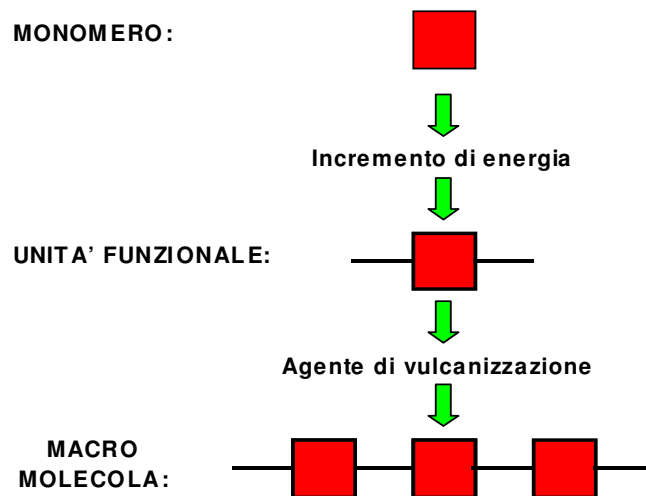 MONOMERO:
Incremento di energia
UNITA’ FUNZIONALE:
Agente di vulcanizzazione
MACRO
MOLECOLA: